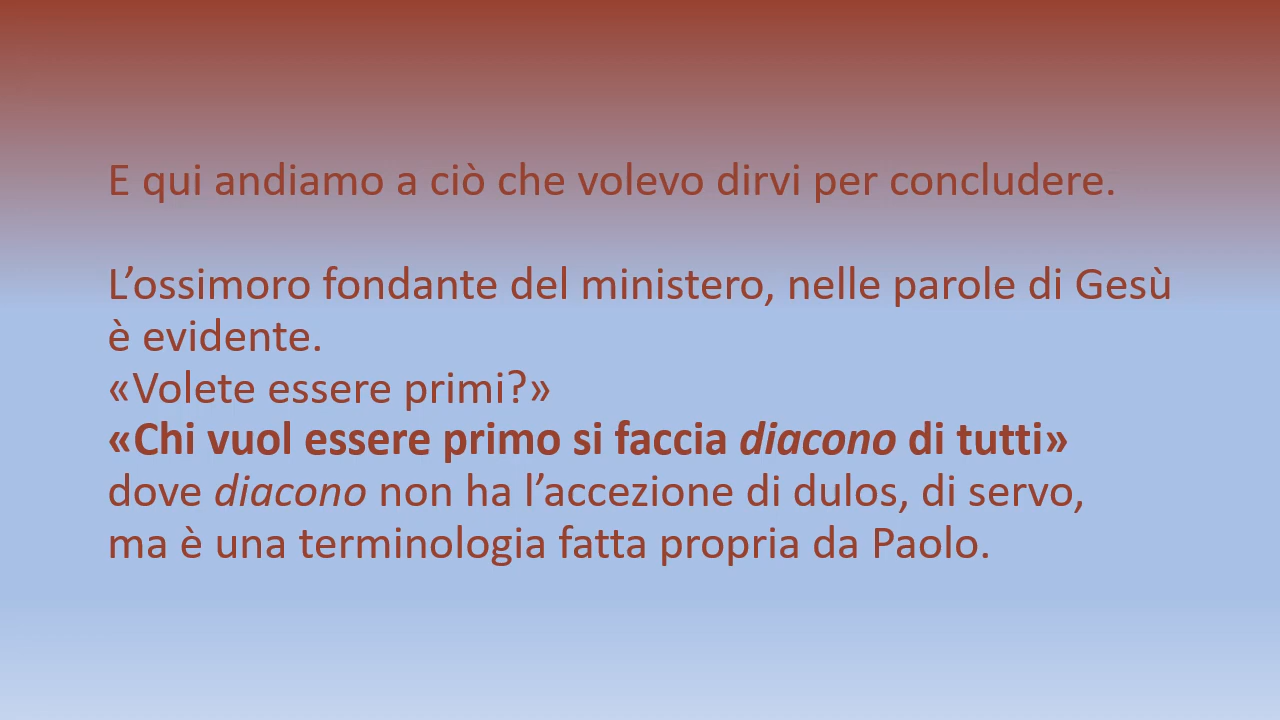 E qui andiamo a ciò che volevo dirvi per concludere.
L’ossimoro fondante del ministero, nelle parole di Gesù
è evidente.
«Volete essere primi?»
«Chi vuol essere primo si faccia diacono di tutti»
dove diacono non ha l’accezione di dulos, di servo,
ma è una terminologia fatta propria da Paolo.